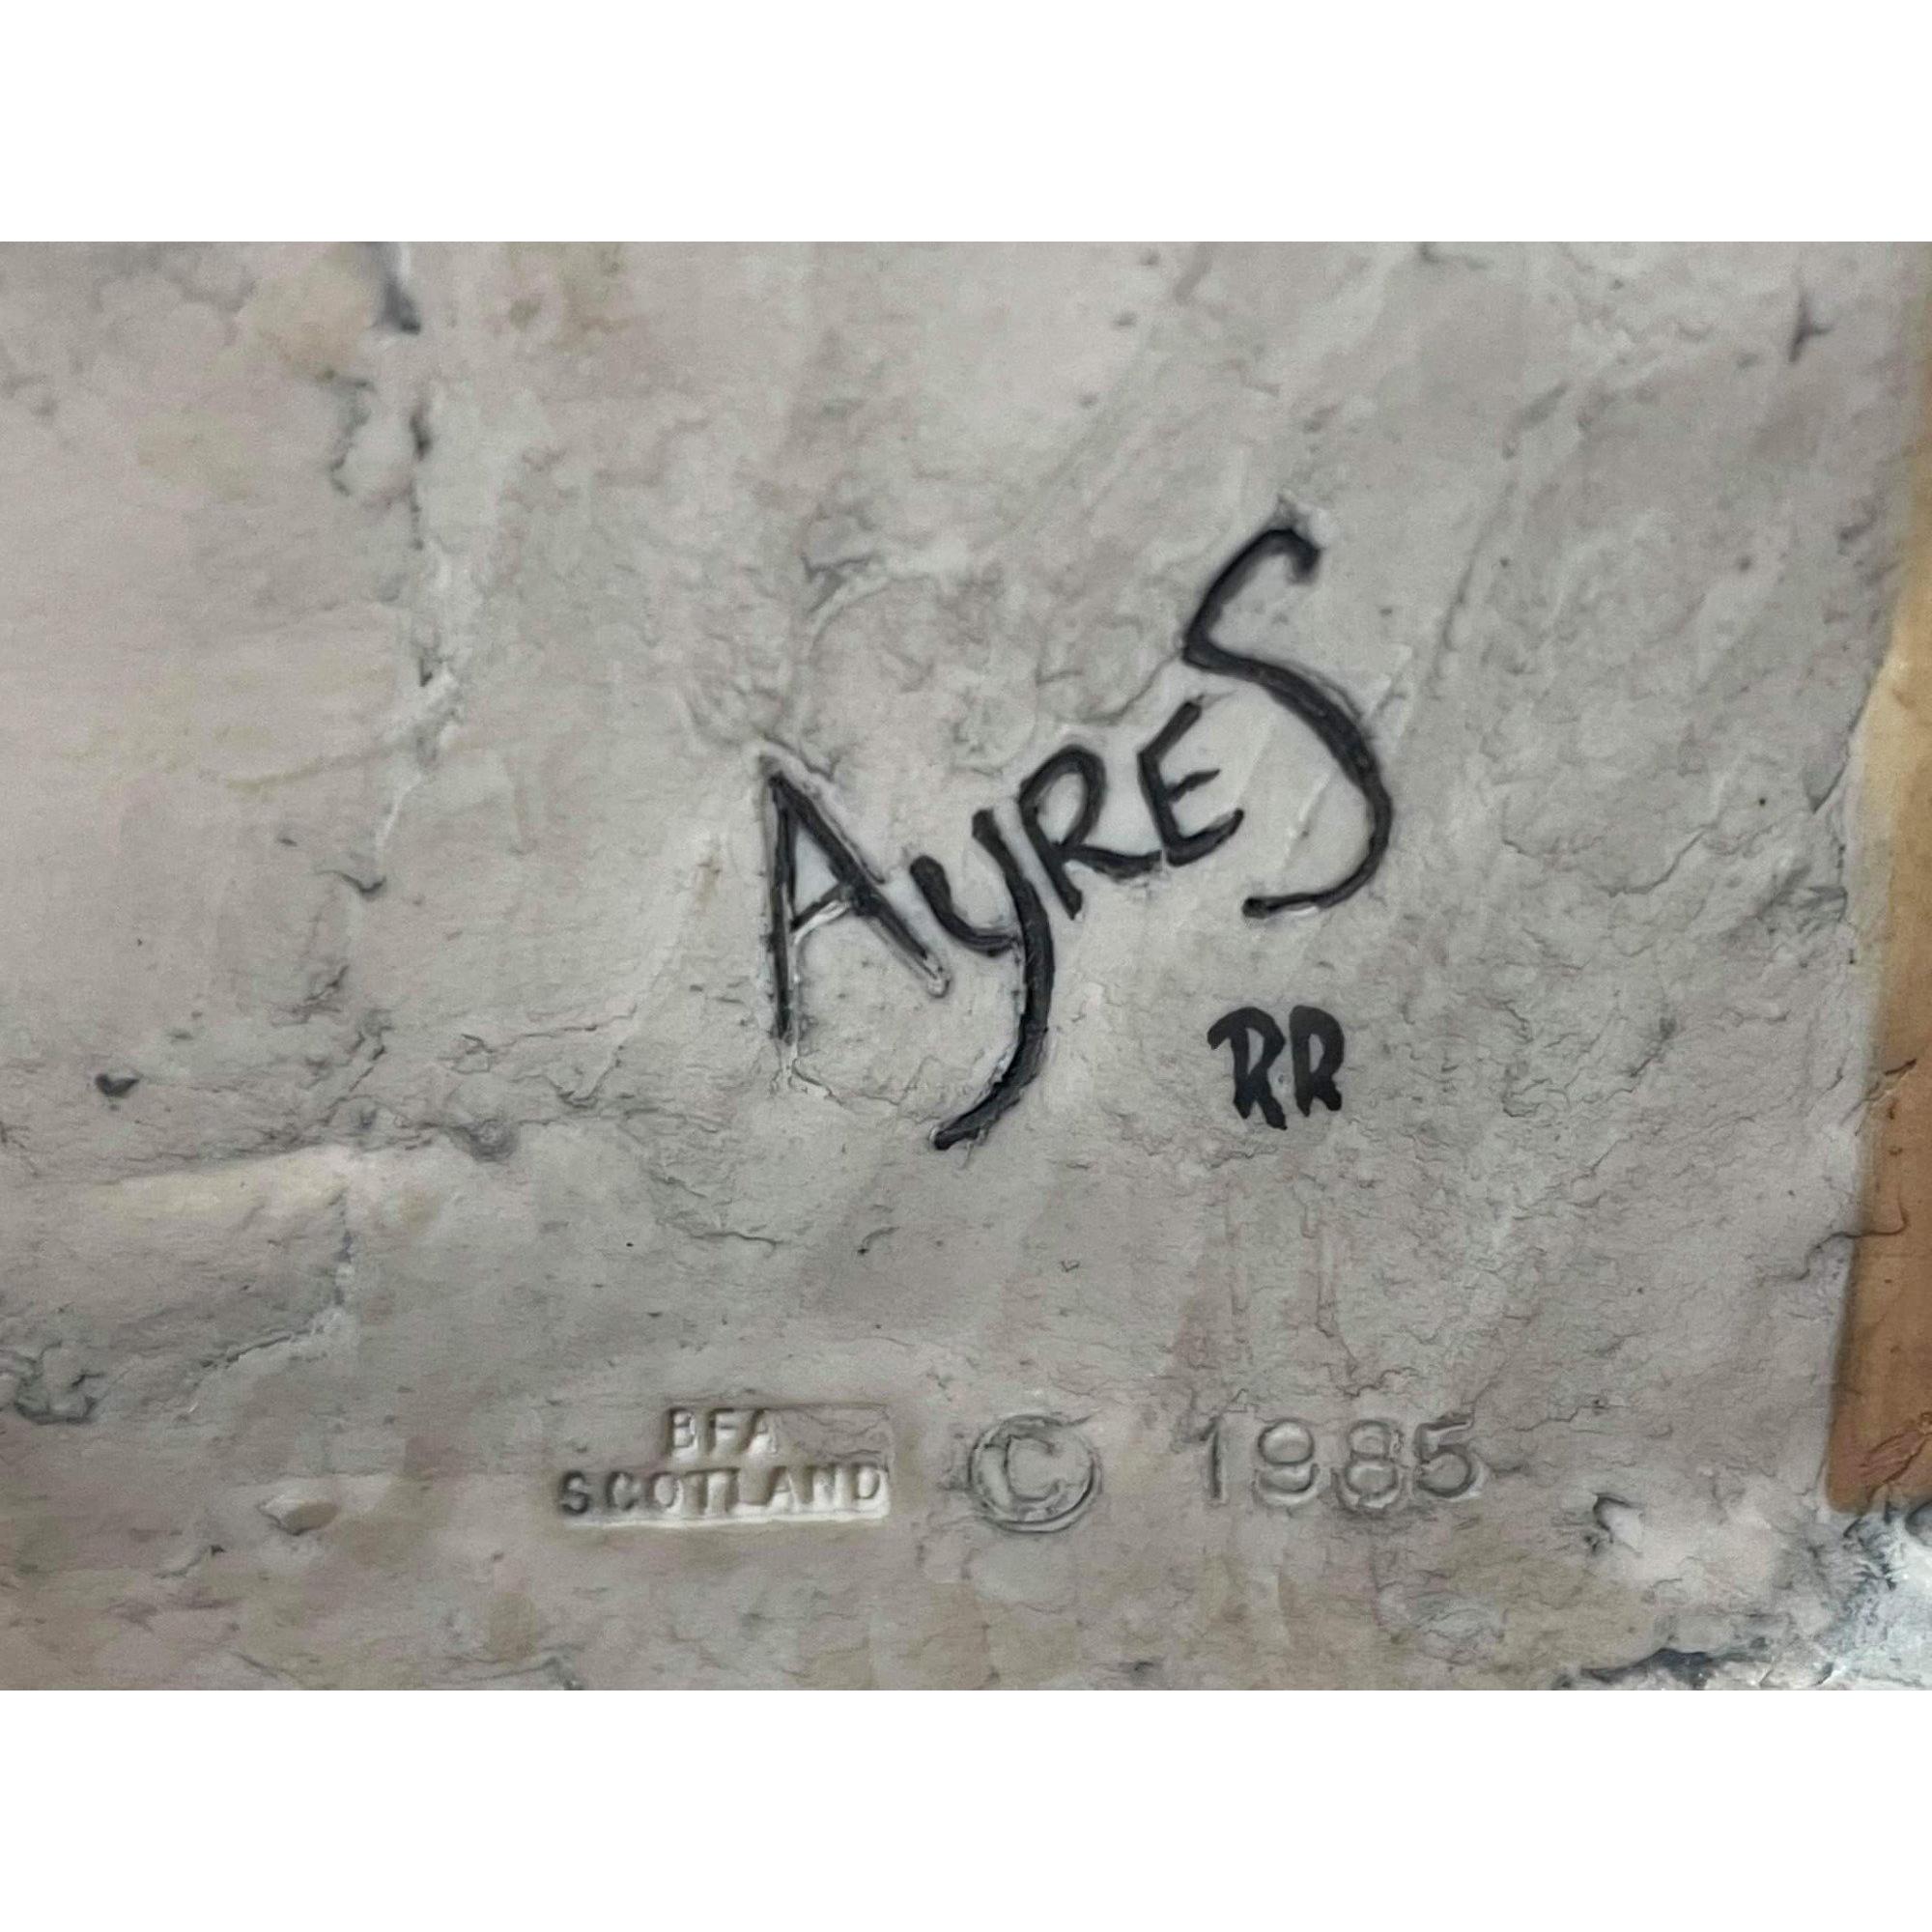 AyRES
RR
BFA
SCOTLAND
© 1985